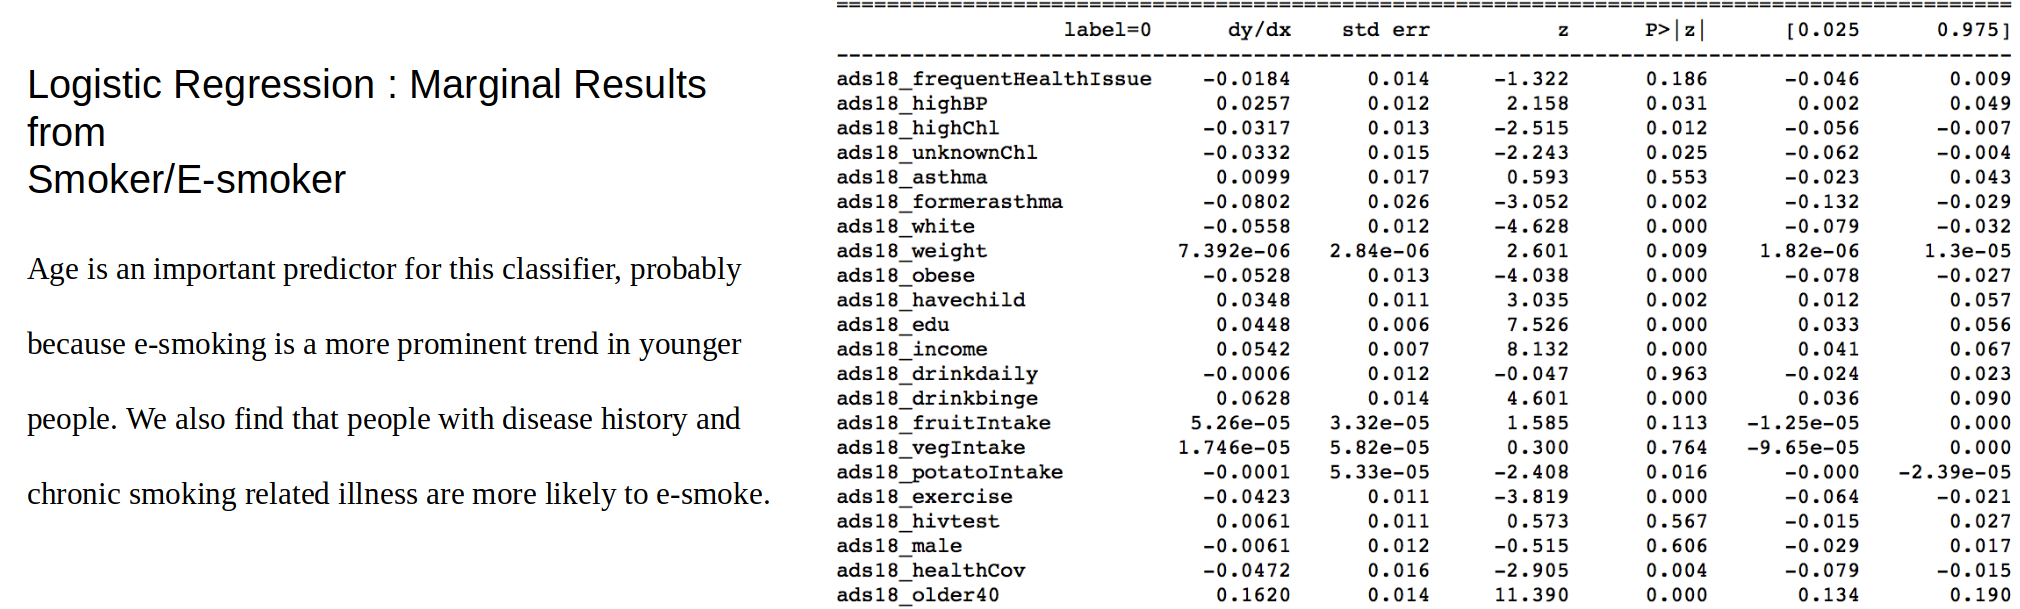 Logistic Regression : Marginal Results
from
Smoker/E-smoker
Age is an important predictor for this classifier, probably
because e-smoking is a more prominent trend in younger
people. We also find that people with disease history and
chronic smoking related illness are more likely to e-smoke.
==============================================================================================
label=0 dy/dx std err z P>|z| [0.025 0.975]
----------------------------------------------------------------------------------------------
ads18_frequentHealthIssue -0.0184 0.014 -1.322 0.186 -0.046 0.009
ads18_highBP 0.0257 0.012 2.158 0.031 0.002 0.049
ads18_highChl -0.0317 0.013 -2.515 0.012 -0.056 -0.007
ads18_unknownChl -0.0332 0.015 -2.243 0.025 -0.062 -0.004
ads18_asthma 0.0099 0.017 0.593 0.553 -0.023 0.043
ads18_formerasthma -0.0802 0.026 -3.052 0.002 -0.132 -0.029
ads18_white -0.0558 0.012 -4.628 0.000 -0.079 -0.032
ads18_weight 7.392e-06 2.84e-06 2.601 0.009 1.82e-06 1.3e-05
ads18_obese -0.0528 0.013 -4.038 0.000 -0.078 -0.027
ads18_havechild 0.0348 0.011 3.035 0.002 0.012 0.057
ads18_edu 0.0448 0.006 7.526 0.000 0.033 0.056
ads18_income 0.0542 0.007 8.132 0.000 0.041 0.067
ads18_drinkdaily -0.0006 0.012 -0.047 0.963 -0.024 0.023
ads18_drinkbinge 0.0628 0.014 4.601 0.000 0.036 0.090
ads18_fruitIntake 5.26e-05 3.32e-05 1.585 0.113 -1.25e-05 0.000
ads18_vegIntake 1.746e-05 5.82e-05 0.300 0.764 -9.65e-05 0.000
ads18_potatoIntake -0.0001 5.33e-05 -2.408 0.016 -0.000 -2.39e-05
ads18_exercise -0.0423 0.011 -3.819 0.000 -0.064 -0.021
ads18_hivtest 0.0061 0.011 0.573 0.567 -0.015 0.027
ads18_male -0.0061 0.012 -0.515 0.606 -0.029 0.017
ads18_healthCov -0.0472 0.016 -2.905 0.004 -0.079 -0.015
ads18_older40 0.1620 0.014 11.390 0.000 0.134 0.190